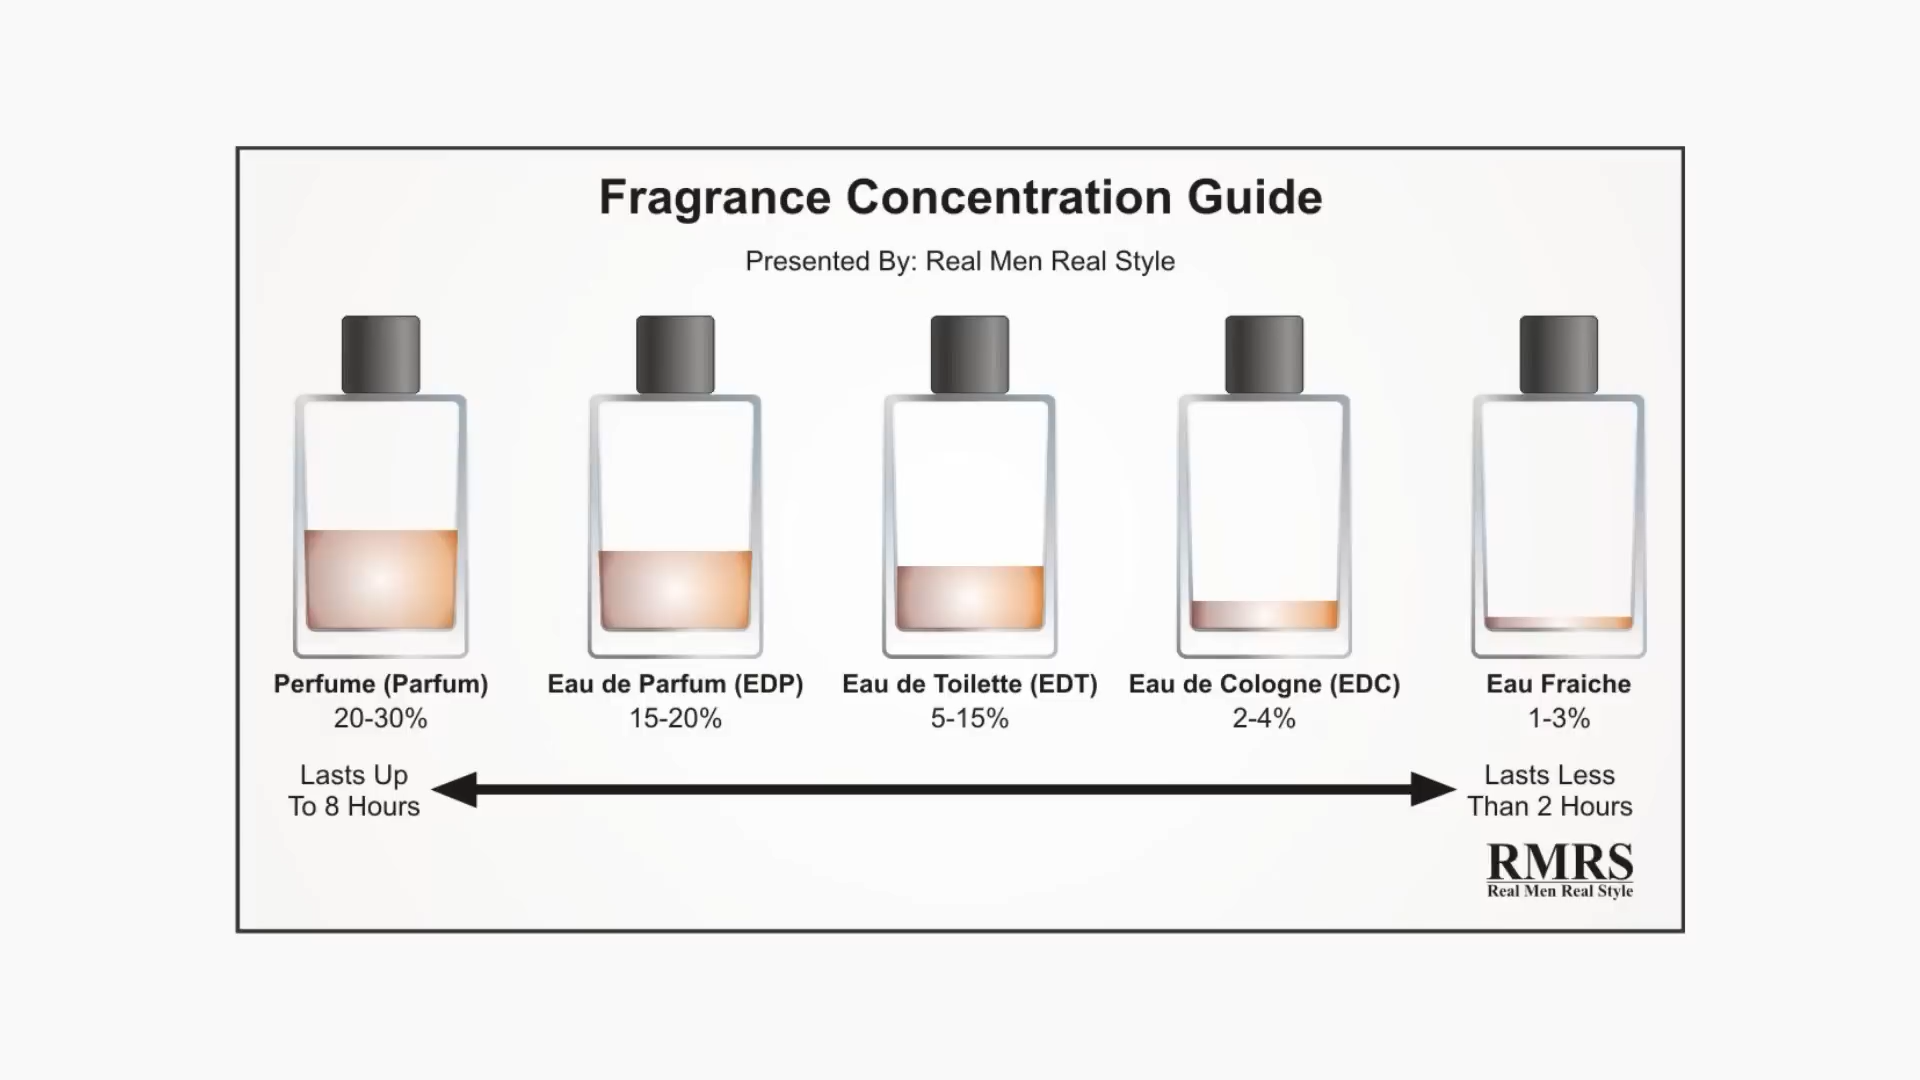 Fragrance Concentration Guide
Presented By: Real Men Real Style
Perfume (Parfum)
20-30%
Eau de Parfum (EDP)
15-20%
Eau de Toilette (EDT)
5-15%
Eau de Cologne (EDC)
2-4%
Eau Fraiche
1-3%
Lasts Up
To 8 Hours
Lasts Less
Than 2 Hours
RMRS
Real Men Real Style